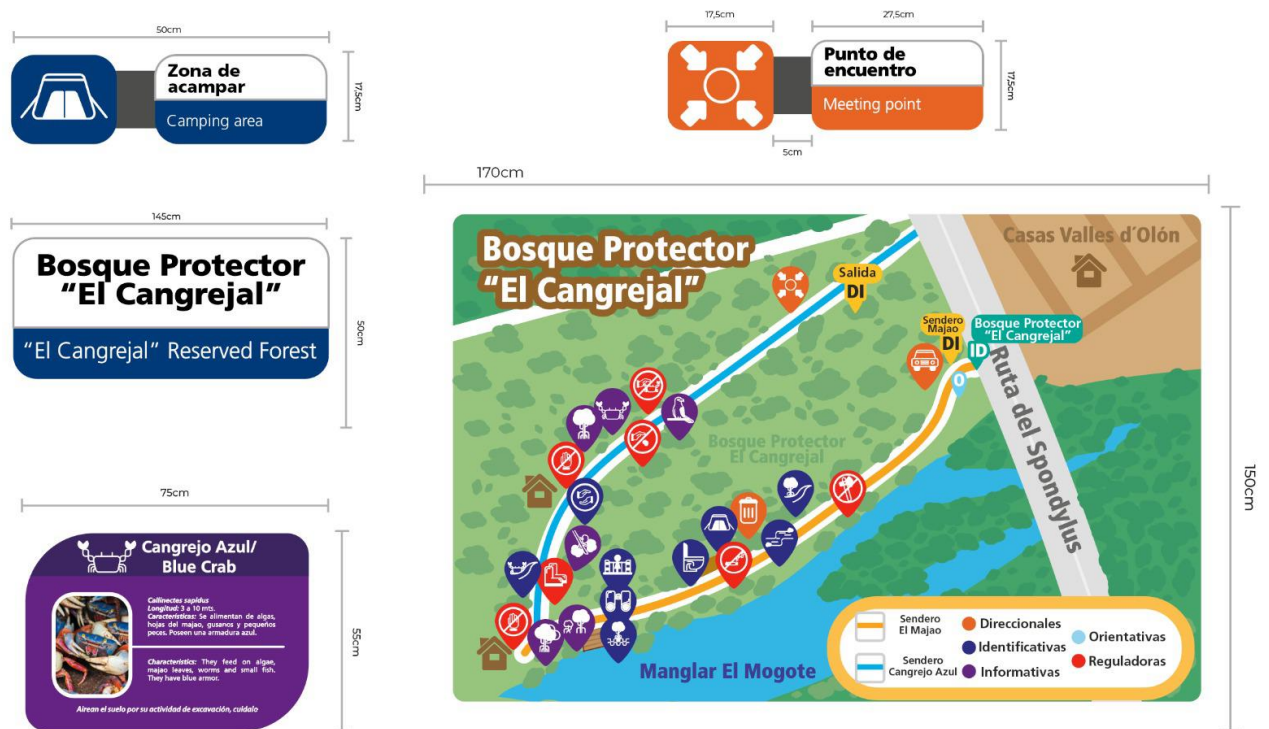 50cm
Zona de
acampar
Camping area
17,5cm
17,5cm
27,5cm
Punto de
encuentro
Meeting point
17,5cm
5cm
145cm
Bosque Protector
“El Cangrejal”
“El Cangrejal” Reserved Forest
50cm
75cm
Cangrejo Azul/
Blue Crab
Callinectes sapidus
Longitud: 3 a 10 mts.
Características: Se alimentan de algas,
hojas del majao, gusanos y pequeños
peces. Poseen una armadura azul.
Characteristics: They feed on algae,
majao leaves, worms and small fish.
They have blue armor.
Airean el suelo por su actividad de excavación, cuídalo
55cm
170cm
150cm
Bosque Protector
“El Cangrejal”
Casas Valles d´Olón
Salida
DI
Sendero
Majao
DI
Bosque Protector
“El Cangrejal”
ID
O
Ruta del Spondylus
Bosque Protector
El Cangrejal
Manglar El Mogote
Sendero
El Majao
Sendero
Cangrejo Azul
Direccionales
Identificativas
Informativas
Orientativas
Reguladoras